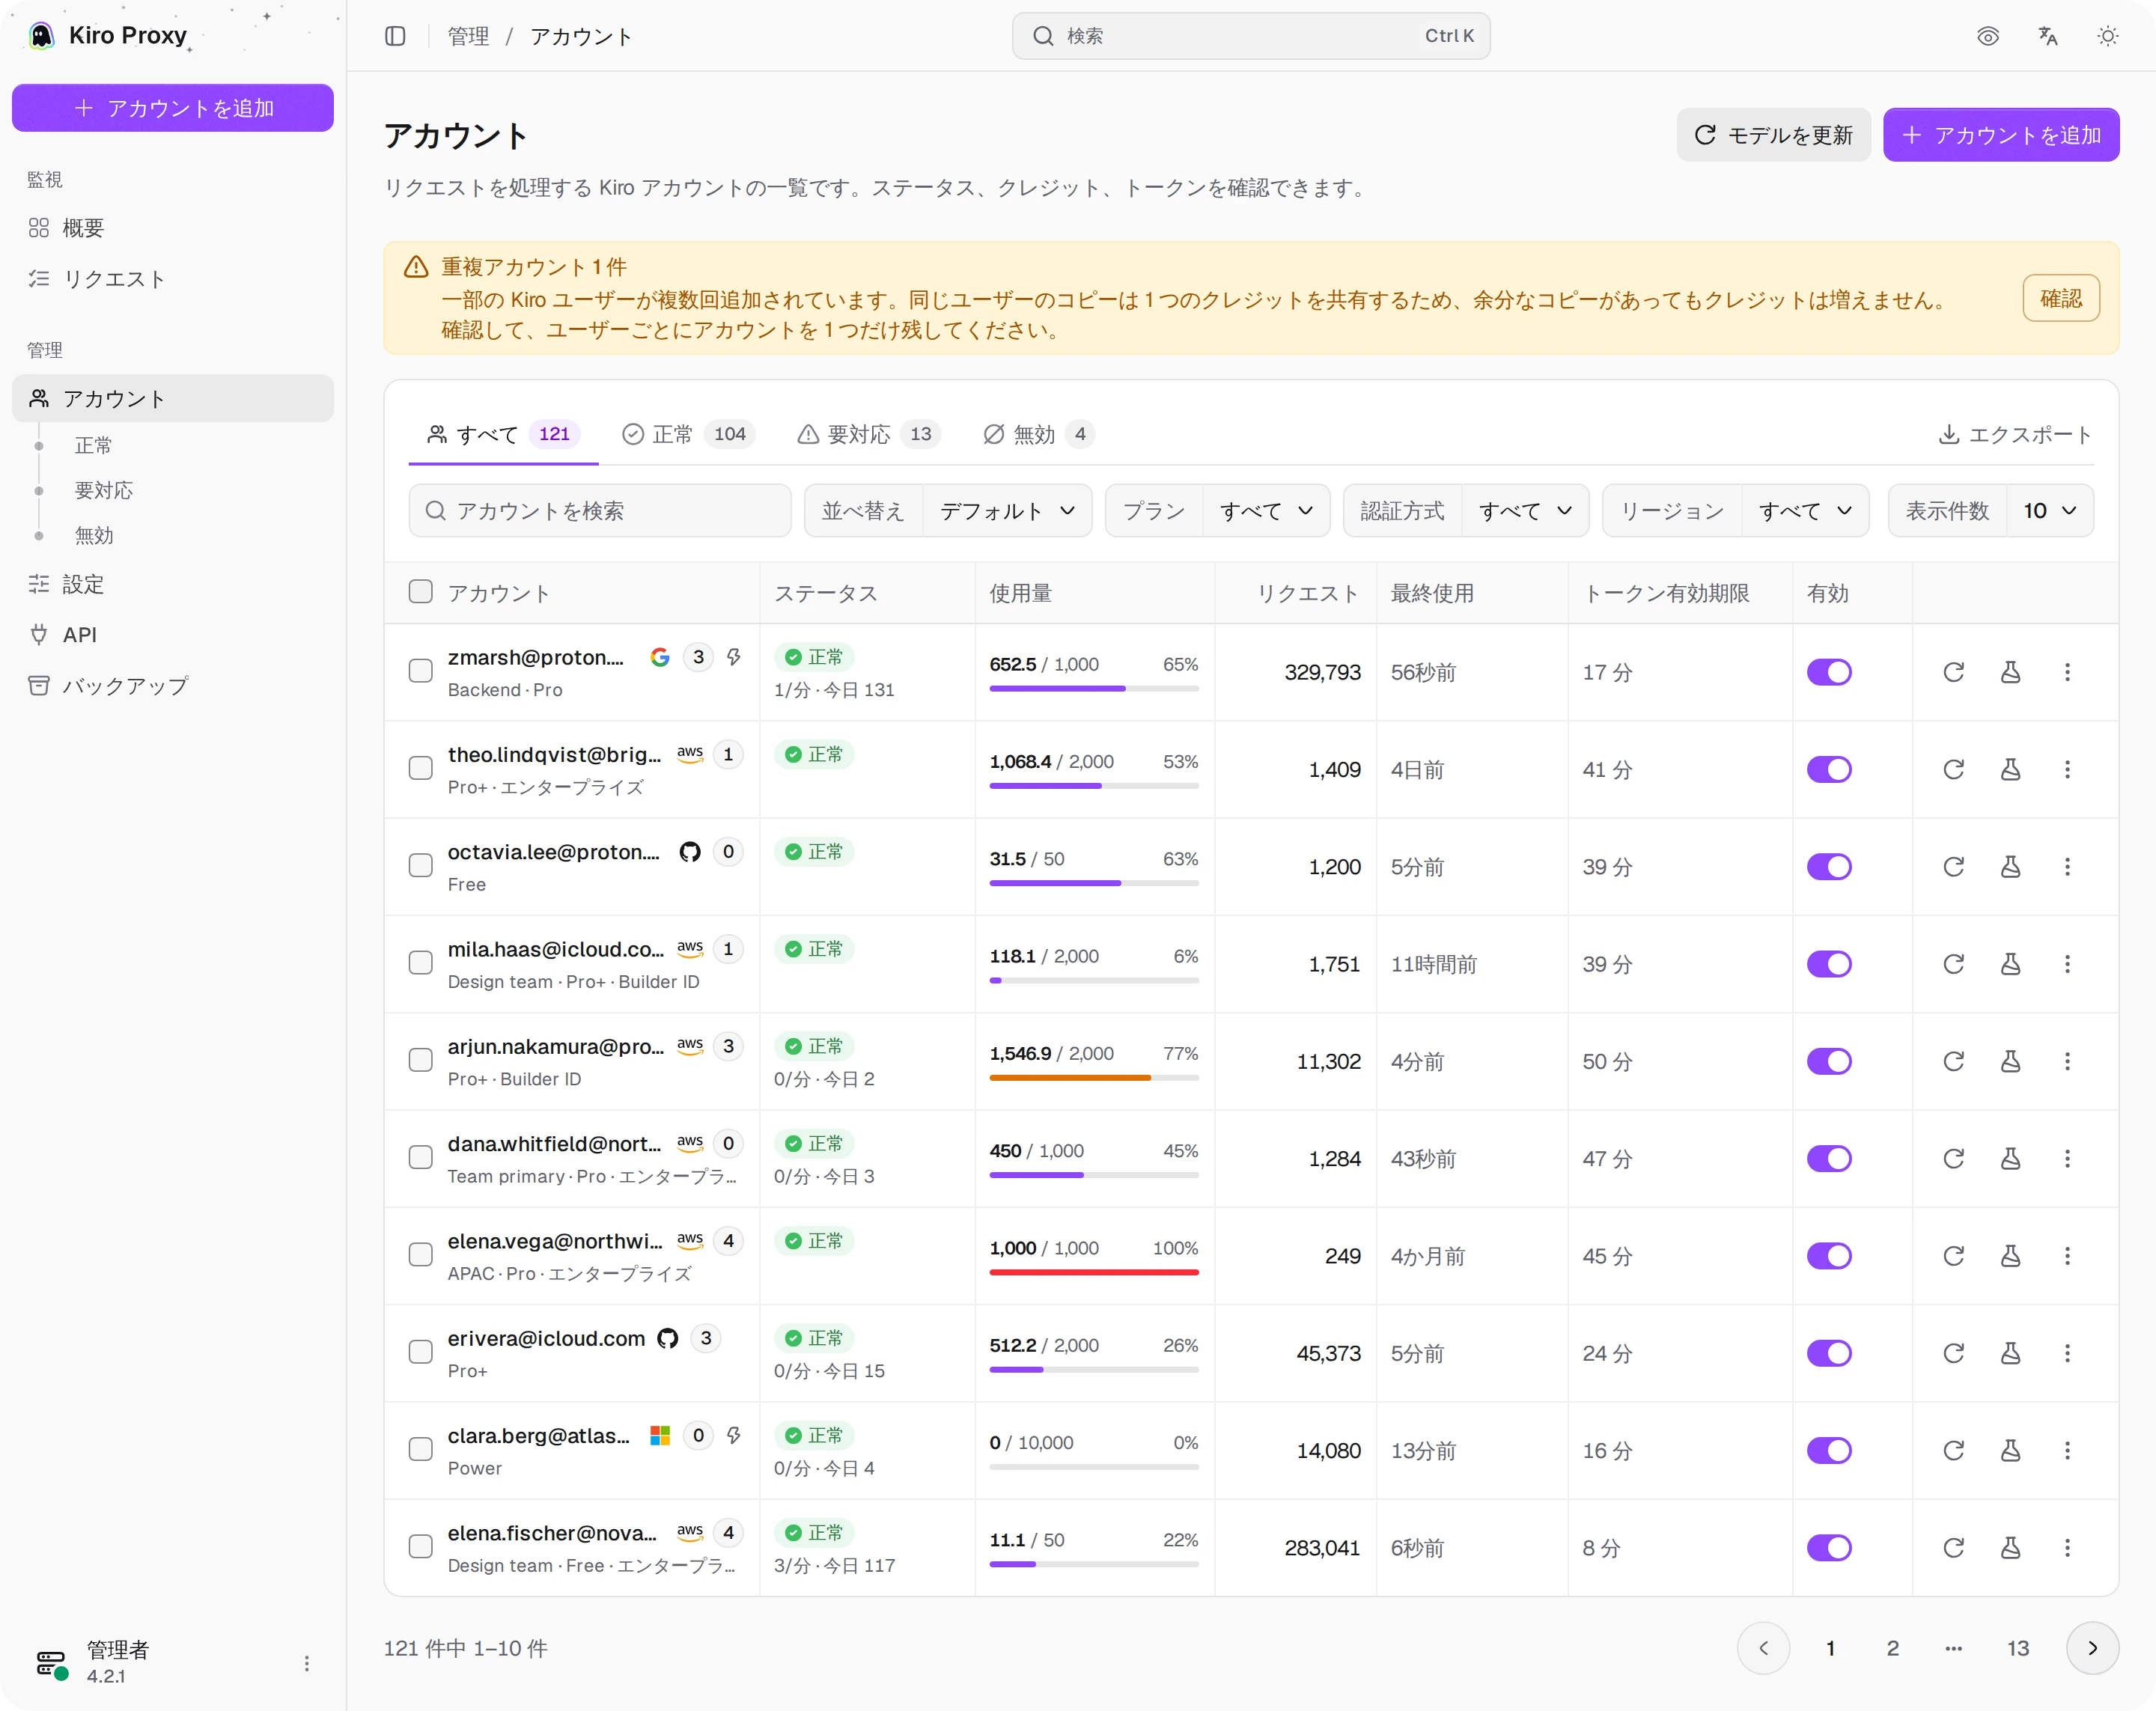 Kiro Proxy
アカウントを追加
監視
概要
リクエスト
管理
アカウント
正常
要対応
無効
設定
API
バックアップ
管理者
4.2.1
管理 / アカウント
検索 Ctrl K
アカウント
モデルを更新
アカウントを追加
リクエストを処理する Kiro アカウントの一覧です。ステータス、クレジット、トークンを確認できます。
重複アカウント 1 件
一部の Kiro ユーザーが複数回追加されています。同じユーザーのコピーは 1 つのクレジットを共有するため、余分なコピーがあってもクレジットは増えません。
確認して、ユーザーごとにアカウントを 1 つだけ残してください。
確認
すべて 121 正常 104 要対応 13 無効 4 エクスポート
アカウントを検索 並べ替え デフォルト プラン すべて 認証方式 すべて リージョン すべて 表示件数 10
アカウント ステータス 使用量 リクエスト 最終使用 トークン有効期限 有効
zmarsh@proton.... 3 正常 652.5 / 1,000 65% 329,793 56秒前 17 分
Backend · Pro 1/分 · 今日 131
theo.lindqvist@brig... aws 1 正常 1,068.4 / 2,000 53% 1,409 4日前 41 分
Pro+ · エンタープライズ
octavia.lee@proton.... 0 正常 31.5 / 50 63% 1,200 5分前 39 分
Free
mila.haas@icloud.co... aws 1 正常 118.1 / 2,000 6% 1,751 11時間前 39 分
Design team · Pro+ · Builder ID
arjun.nakamura@pro... aws 3 正常 1,546.9 / 2,000 77% 11,302 4分前 50 分
Pro+ · Builder ID 0/分 · 今日 2
dana.whitfield@nort... aws 0 正常 450 / 1,000 45% 1,284 43秒前 47 分
Team primary · Pro · エンタープラ... 0/分 · 今日 3
elena.vega@northwi... aws 4 正常 1,000 / 1,000 100% 249 4か月前 45 分
APAC · Pro · エンタープライズ
erivera@icloud.com 3 正常 512.2 / 2,000 26% 45,373 5分前 24 分
Pro+ 0/分 · 今日 15
clara.berg@atlas... 0 正常 0 / 10,000 0% 14,080 13分前 16 分
Power 0/分 · 今日 4
elena.fischer@nova... aws 4 正常 11.1 / 50 22% 283,041 6秒前 8 分
Design team · Free · エンタープラ... 3/分 · 今日 117
121 件中 1–10 件 1 2 ••• 13